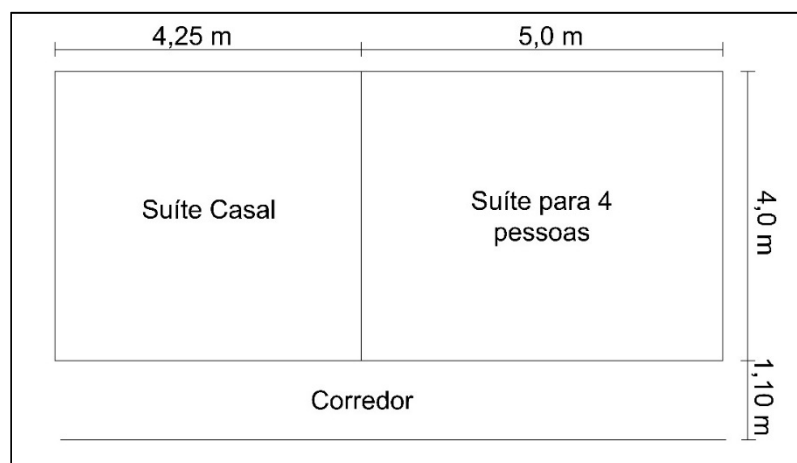 4,25 m
5,0 m
Suíte Casal
Suíte para 4
pessoas
4,0 m
Corredor
1,10 m